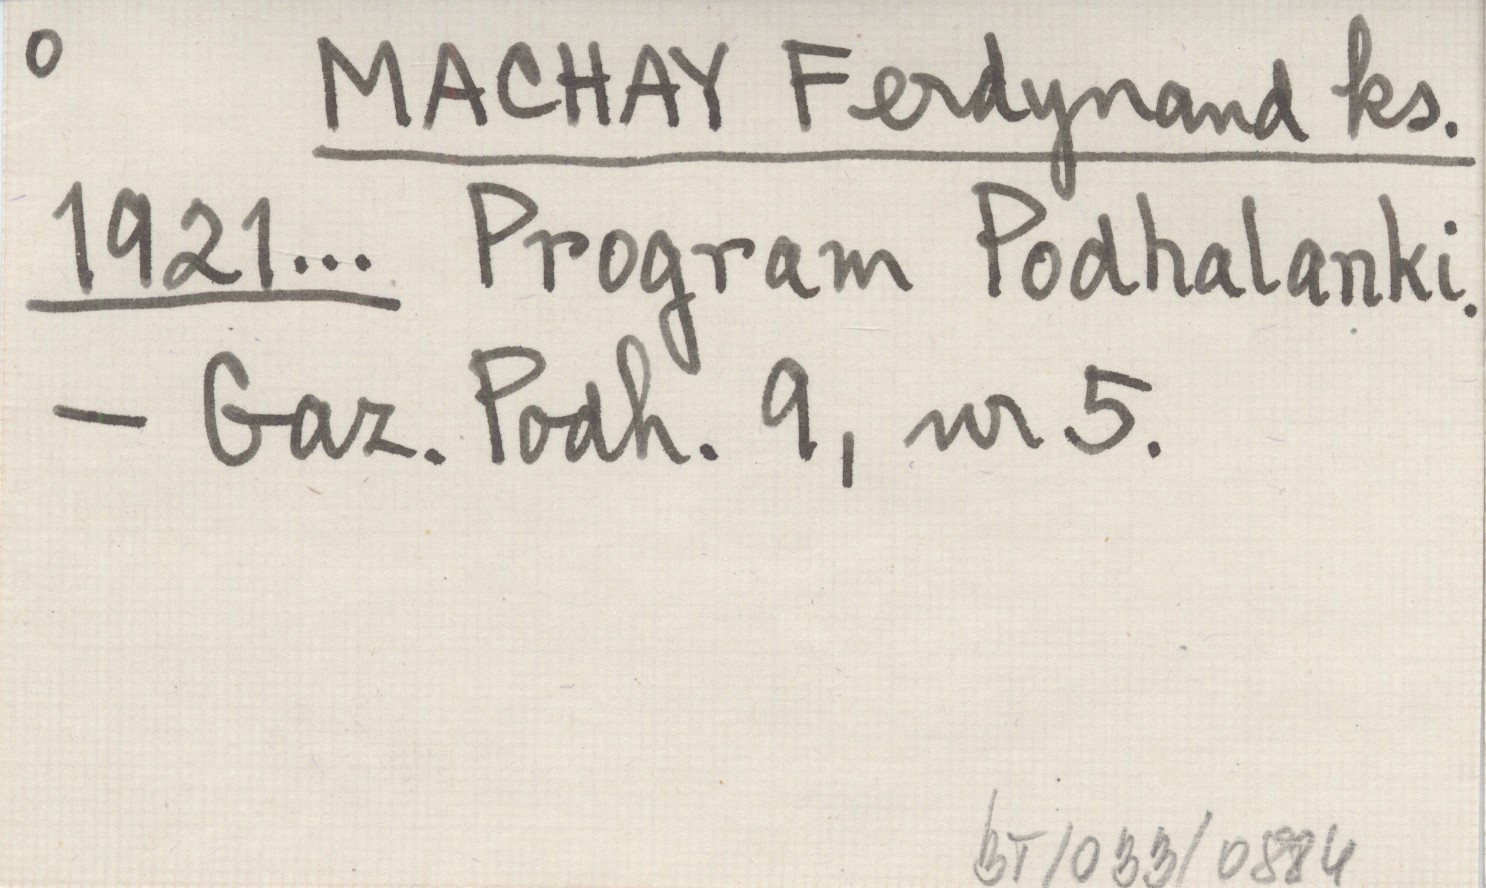 o MACHAY Ferdynand ks.
1921... Program Podhalanki.
— Gaz. Podh. 9, nr 5.
BT/033/0884